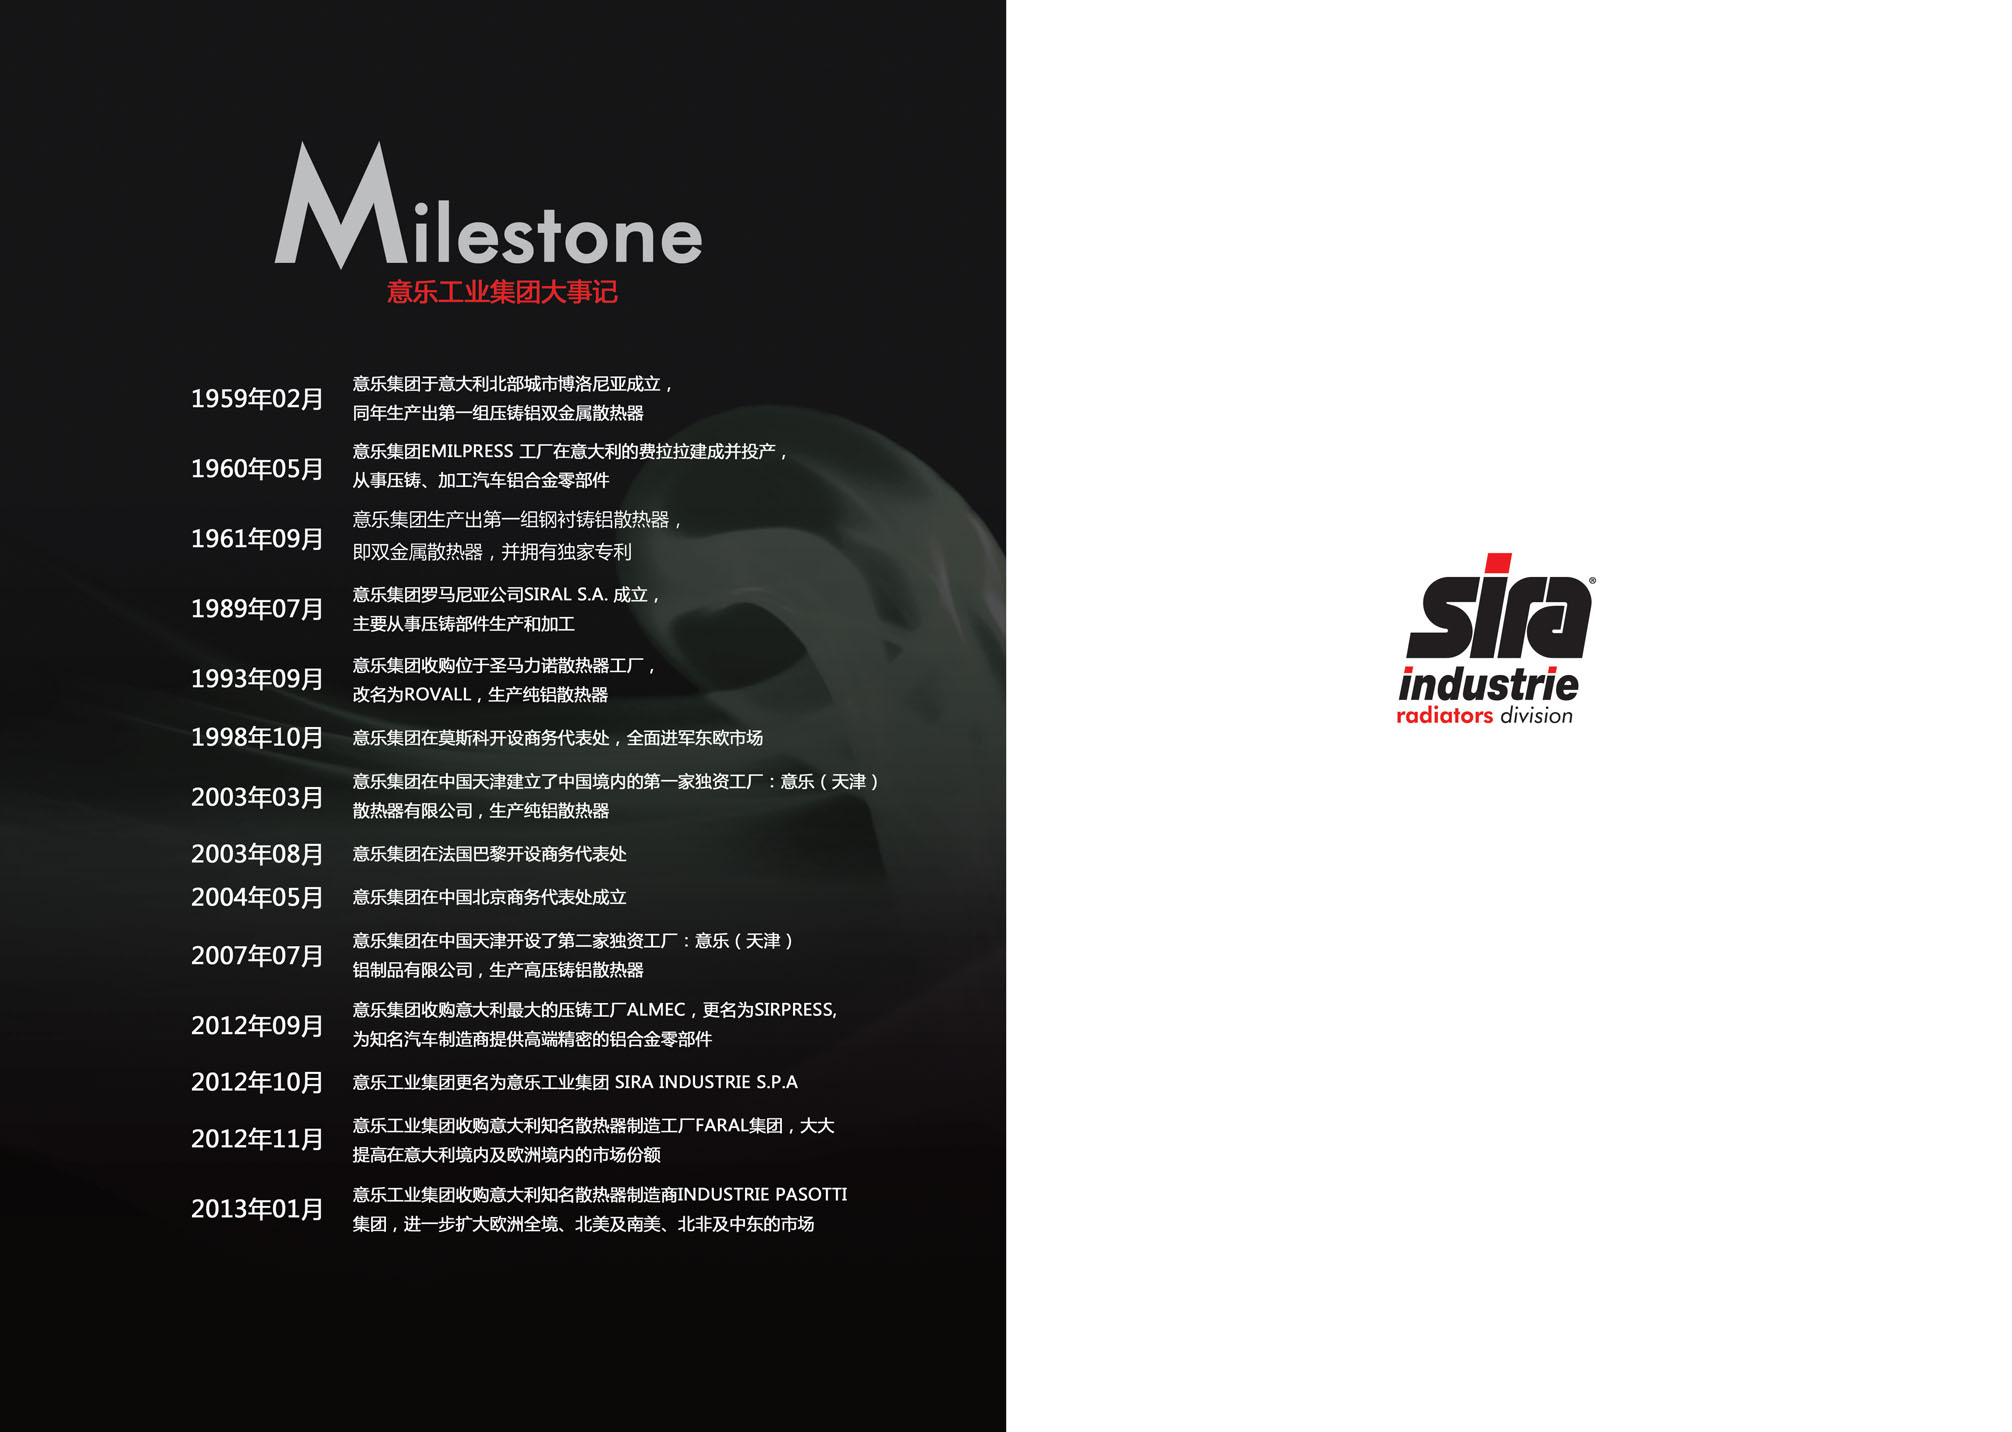 Milestone
意乐工业集团大事记
1959年02月
意乐集团于意大利北部城市博洛尼亚成立，
同年生产出第一组压铸铝双金属散热器
1960年05月
意乐集团EMILPRESS 工厂在意大利的费拉拉建成并投产，
从事压铸、加工汽车铝合金零部件
1961年09月
意乐集团生产出第一组钢衬铸铝散热器，
即双金属散热器，并拥有独家专利
1989年07月
意乐集团罗马尼亚公司SIRAL S.A. 成立，
主要从事压铸部件生产和加工
1993年09月
意乐集团收购位于圣马力诺散热器工厂，
改名为ROVALL，生产纯铝散热器
1998年10月
意乐集团在莫斯科开设商务代表处，全面进军东欧市场
2003年03月
意乐集团在中国天津建立了中国境内的第一家独资工厂：意乐（天津）
散热器有限公司，生产纯铝散热器
2003年08月
意乐集团在法国巴黎开设商务代表处
2004年05月
意乐集团在中国北京商务代表处成立
2007年07月
意乐集团在中国天津开设了第二家独资工厂：意乐（天津）
铝制品有限公司，生产高压铸铝散热器
2012年09月
意乐集团收购意大利最大的压铸工厂ALMEC，更名为SIRPRESS,
为知名汽车制造商提供高端精密的铝合金零部件
2012年10月
意乐工业集团更名为意乐工业集团 SIRA INDUSTRIE S.P.A
2012年11月
意乐工业集团收购意大利知名散热器制造工厂FARAL集团，大大
提高在意大利境内及欧洲境内的市场份额
2013年01月
意乐工业集团收购意大利知名散热器制造商INDUSTRIE PASOTTI
集团，进一步扩大欧洲全境、北美及南美、北非及中东的市场
sira®
industrie
radiators division